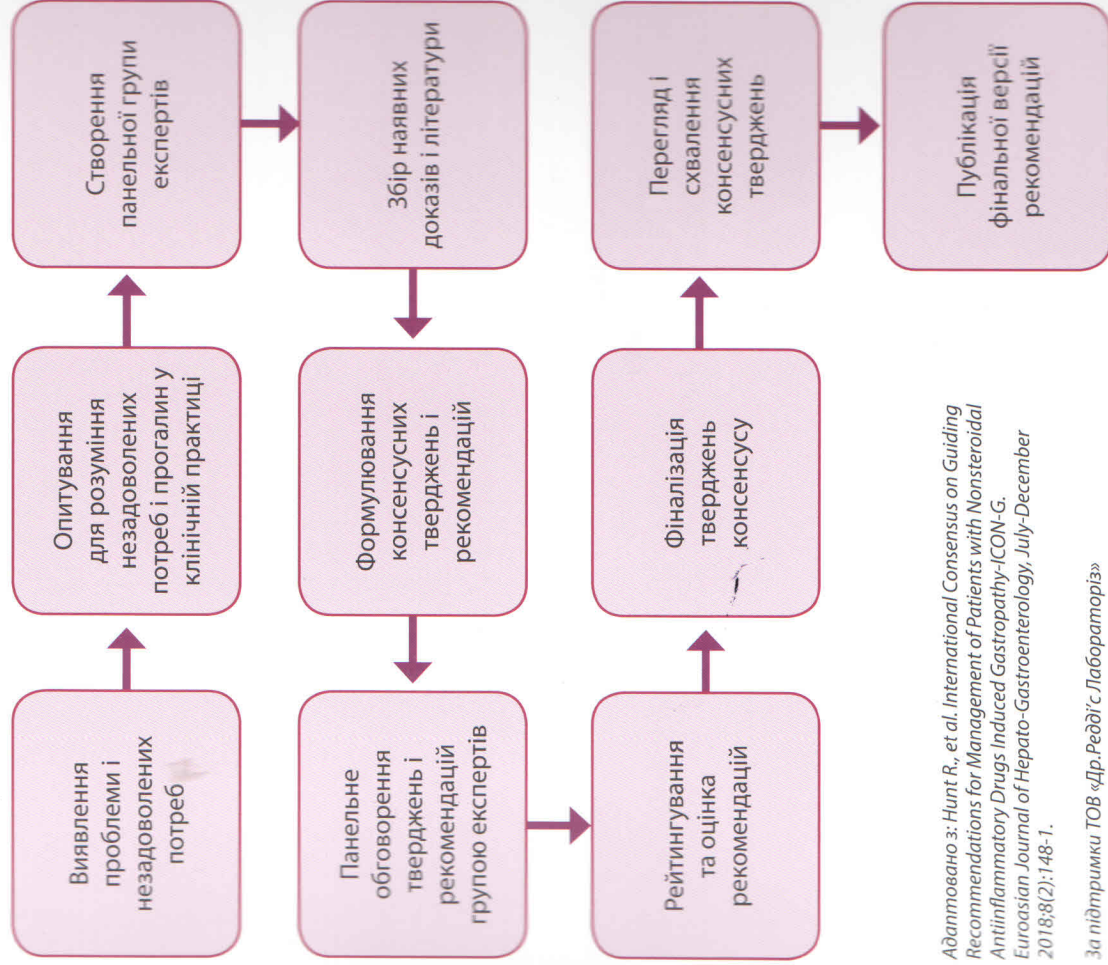 Виявлення
проблеми і
незадоволених
потреб
Опитування
для розуміння
незадоволених
потреб і прогалин у
клінічній практиці
Створення
панельної групи
експертів
Збір наявних
доказів і літератури
Формулювання
консенсусних
тверджень і
рекомендацій
Панельне
обговорення
тверджень і
рекомендацій
групою експертів
Рейтингування
та оцінка
рекомендацій
Фіналізація
тверджень
консенсусу
Перегляд і
схвалення
консенсусних
тверджень
Публікація
фінальної версії
рекомендацій
Адаптовано з: Hunt R., et al. International Consensus on Guiding
Recommendations for Management of Patients with Nonsteroidal
Antiinflammatory Drugs Induced Gastropathy-ICON-G.
Euroasian Journal of Hepato-Gastroenterology, July-December
2018;8(2):148-1.
За підтримки ТОВ «Др.Редді'с Лабораторіз»